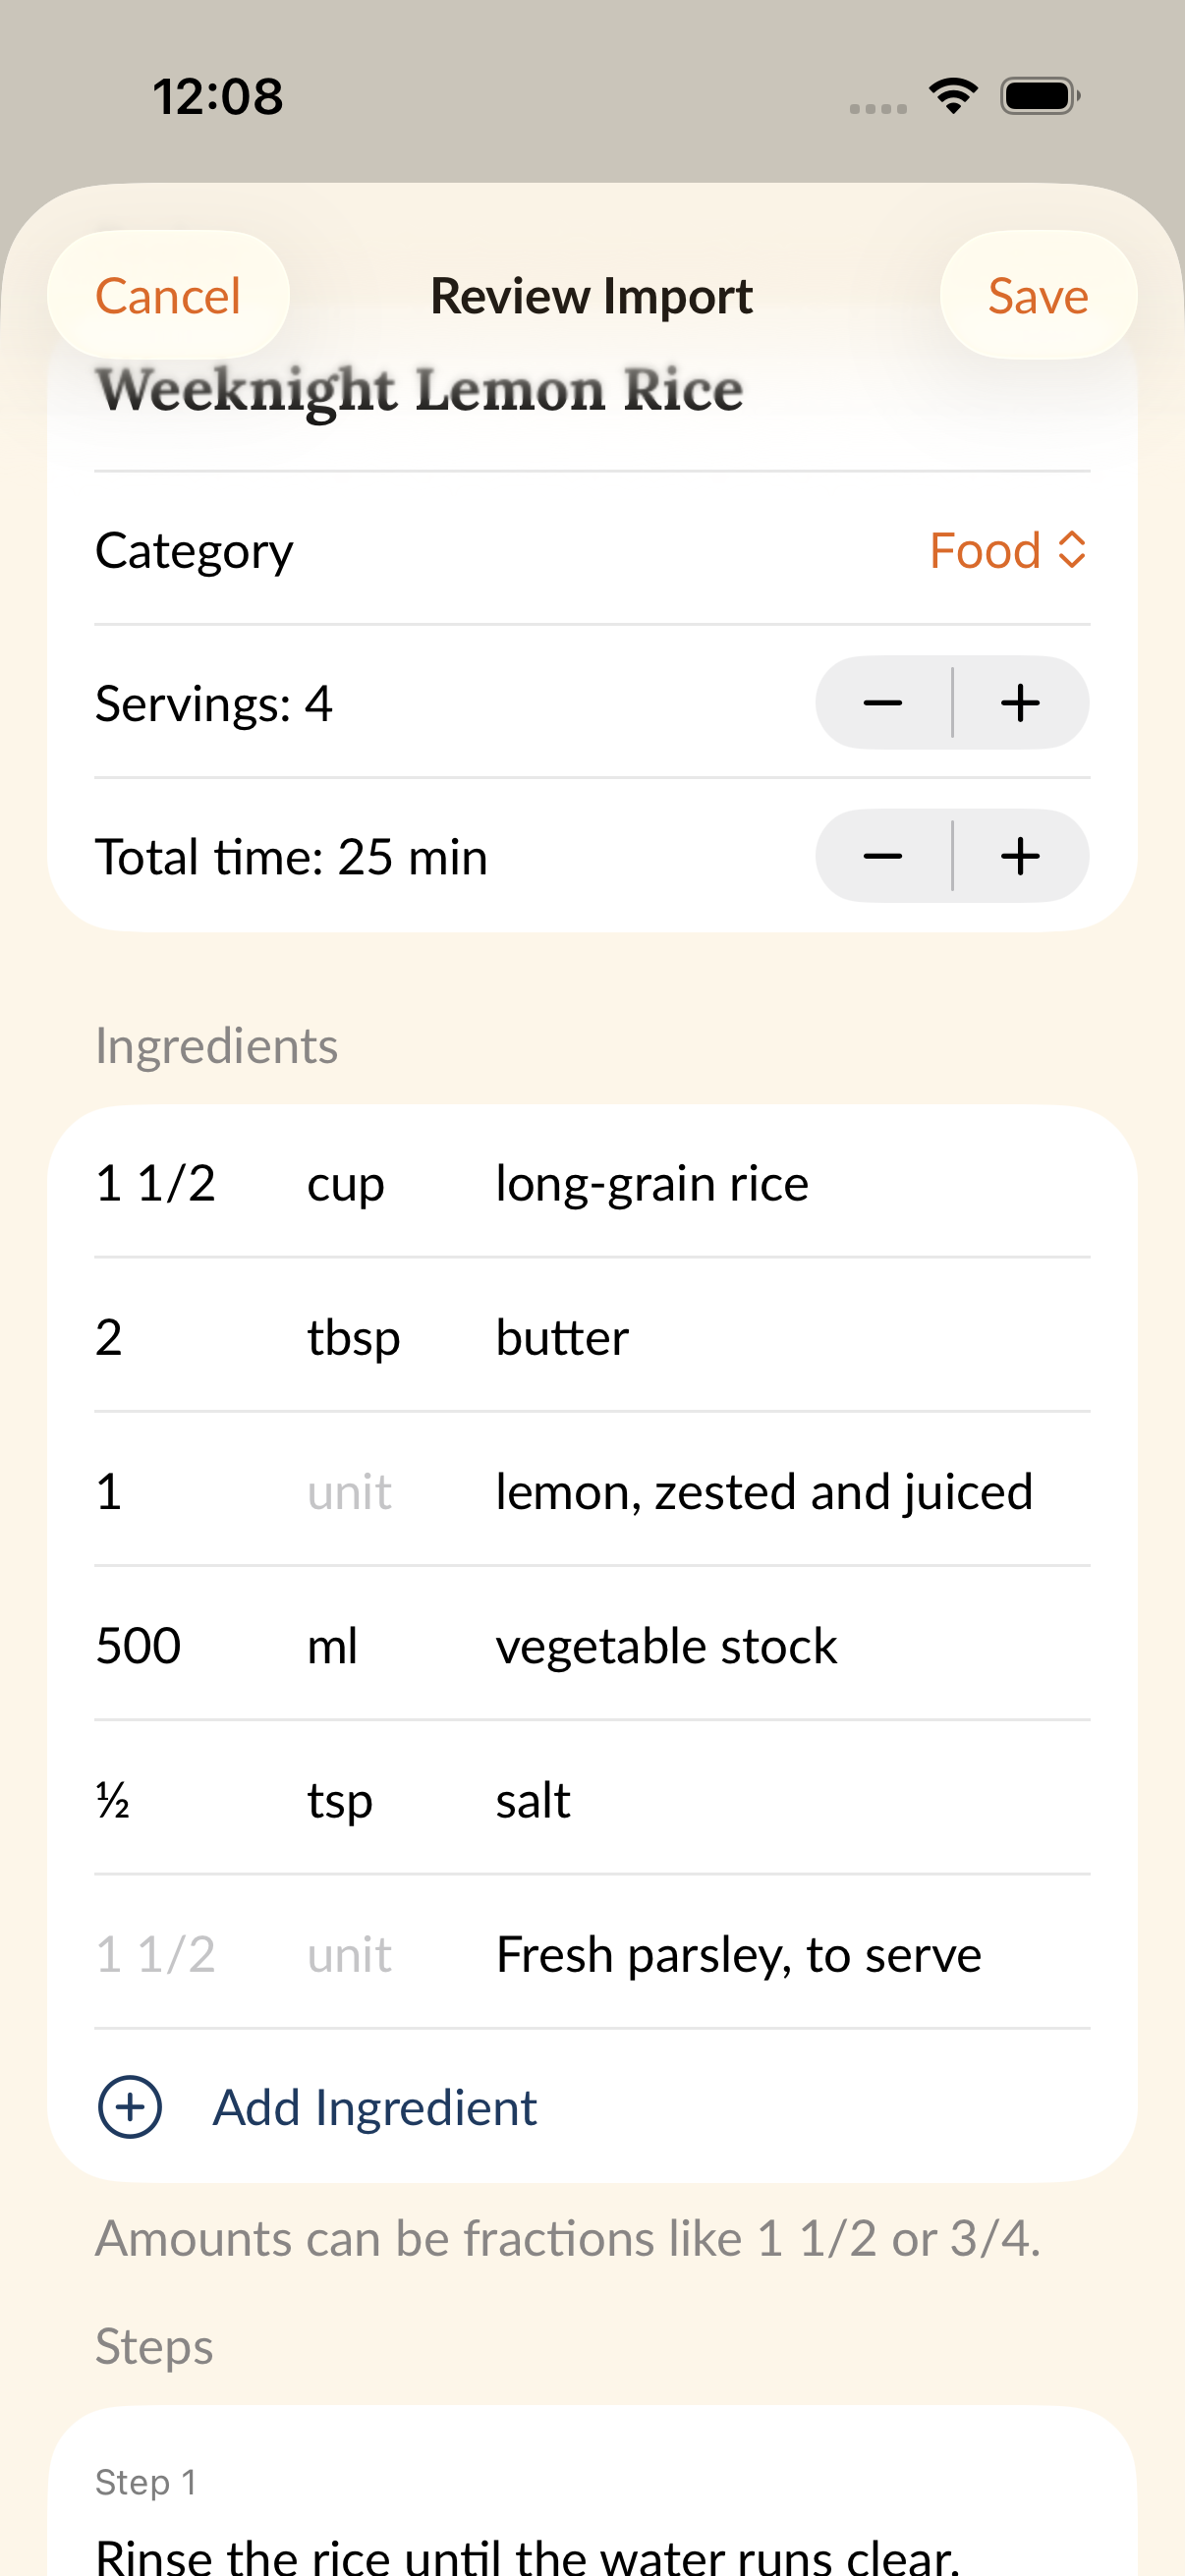 12:08
Cancel Review Import Save
Weeknight Lemon Rice
Category Food
Servings: 4
Total time: 25 min
Ingredients
1 1/2 cup long-grain rice
2 tbsp butter
1 unit lemon, zested and juiced
500 ml vegetable stock
½ tsp salt
1 1/2 unit Fresh parsley, to serve
Add Ingredient
Amounts can be fractions like 1 1/2 or 3/4.
Steps
Step 1
Rinse the rice until the water runs clear.